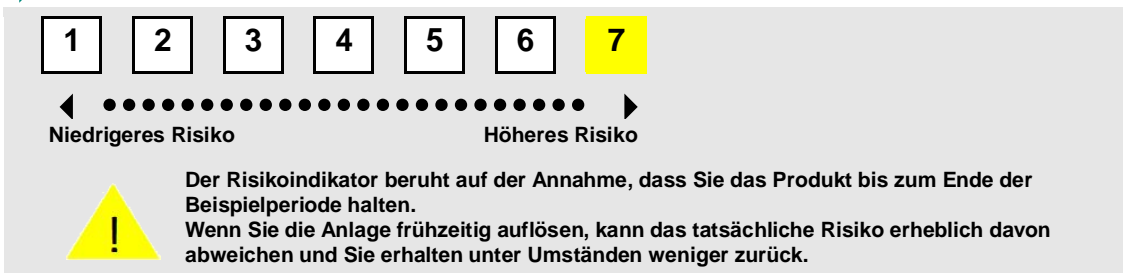 1 2 3 4 5 6 7
Niedrigeres Risiko Höheres Risiko
Der Risikoindikator beruht auf der Annahme, dass Sie das Produkt bis zum Ende der
Beispielperiode halten.
Wenn Sie die Anlage frühzeitig auflösen, kann das tatsächliche Risiko erheblich davon
abweichen und Sie erhalten unter Umständen weniger zurück.
!